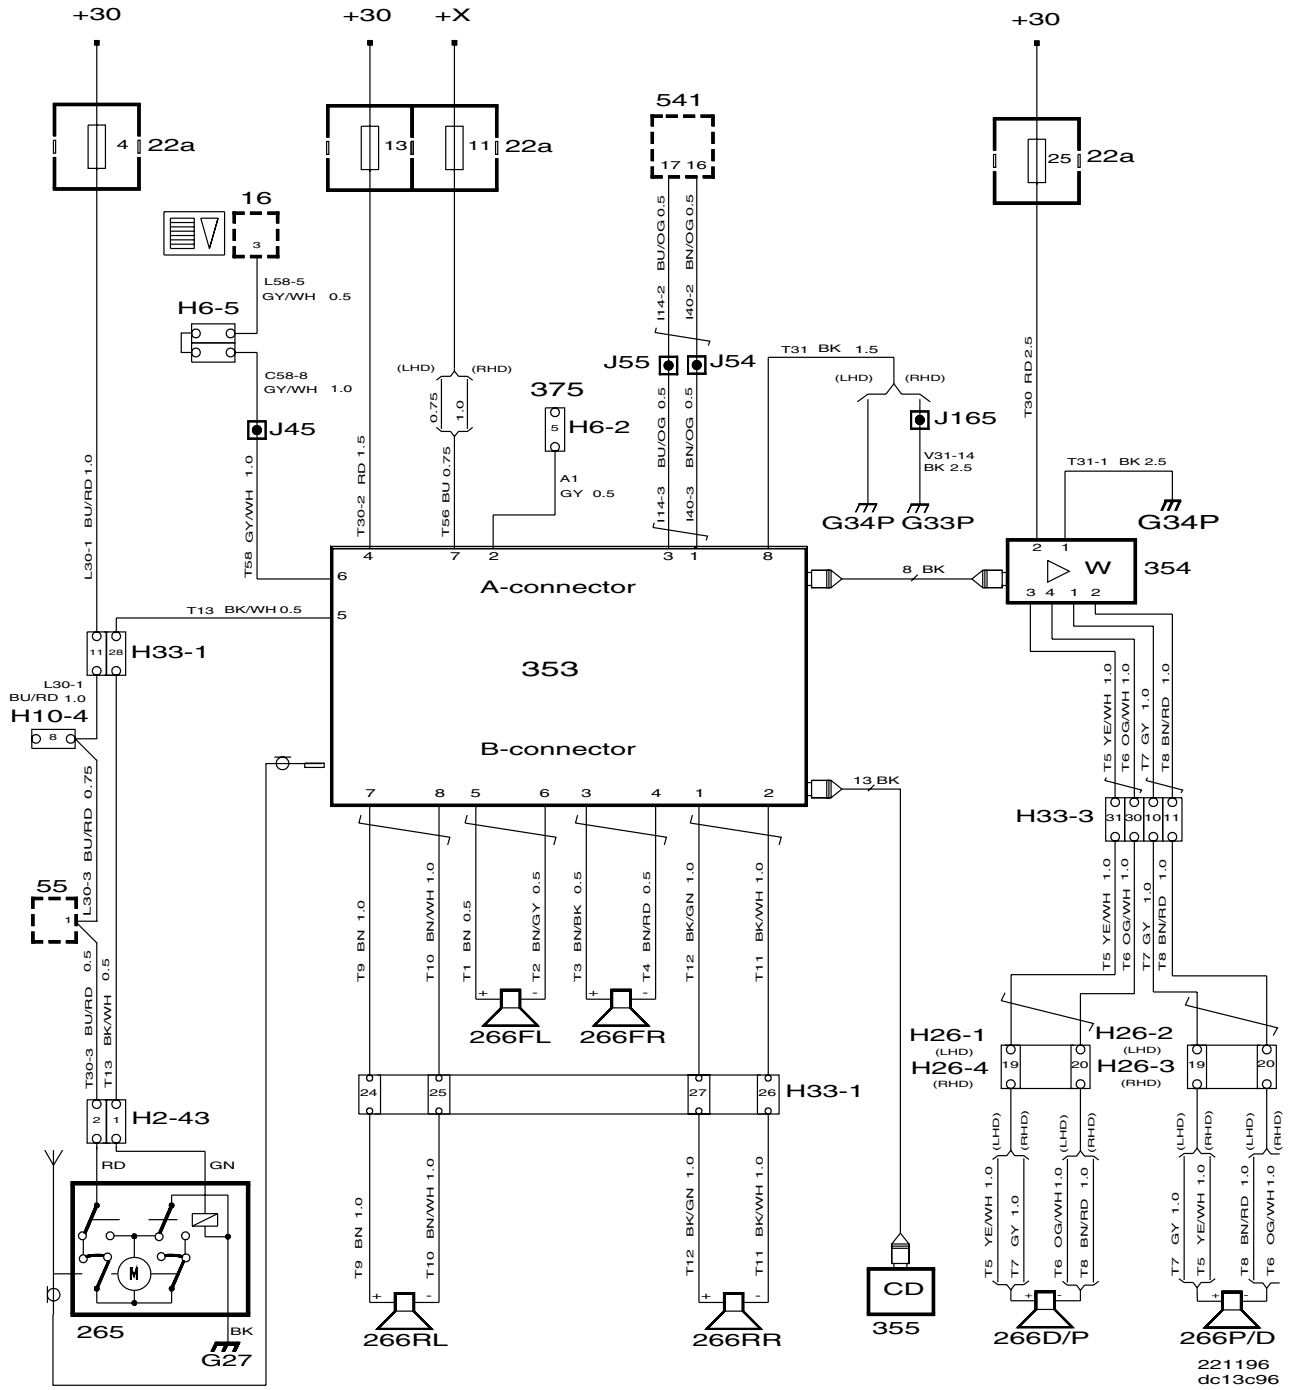 +30
+30
+X
+30
4
22a
13
11
22a
541
17 16
25
22a
16
3
L58-5
GY/WH 0.5
H6-5
C58-8
GY/WH 1.0
J45
T58 GY/WH 1.0
L30-1 BU/RD 1.0
T30-2 RD 1.5
(LHD)
(RHD)
0.75
1.0
T56 BU 0.75
375
5
H6-2
A1
GY 0.5
I14-2 BU/OG 0.5
I40-2 BN/OG 0.5
J55
J54
I14-3 BU/OG 0.5
I40-3 BN/OG 0.5
T31 BK 1.5
(LHD)
(RHD)
J165
V31-14
BK 2.5
G34P
G33P
T30 RD 2.5
T31-1 BK 2.5
G34P
4
7
2
3
1
8
6
5
A-connector
353
B-connector
8 BK
2
1
W
354
3 4 1 2
T13 BK/WH 0.5
11
28
H33-1
L30-1
BU/RD 1.0
H10-4
8
L30-3 BU/RD 0.75
55
1
T30-3 BU/RD 0.5
T13 BK/WH 0.5
7
8
5
6
3
4
1
2
13 BK
T5 YE/WH 1.0
T6 OG/WH 1.0
T7 GY 1.0
T8 BN/RD 1.0
H33-3
31
30
10
11
T5 YE/WH 1.0
T6 OG/WH 1.0
T7 GY 1.0
T8 BN/RD 1.0
T9 BN 1.0
T10 BN/WH 1.0
T1 BN 0.5
T2 BN/GY 0.5
T3 BN/BK 0.5
T4 BN/RD 0.5
T12 BK/GN 1.0
T11 BK/WH 1.0
+
-
266FL
+
-
266FR
24
25
27
26
H33-1
H26-1
(LHD)
H26-4
(RHD)
19
20
H26-2
(LHD)
H26-3
(RHD)
19
20
2
1
H2-43
RD
GN
M
265
BK
G27
T9 BN 1.0
T10 BN/WH 1.0
T12 BK/GN 1.0
T11 BK/WH 1.0
+
-
266RL
+
-
266RR
CD
355
(LHD)
(RHD)
(LHD)
(RHD)
T5 YE/WH 1.0
T7 GY 1.0
T6 OG/WH 1.0
T8 BN/RD 1.0
+
-
266D/P
(LHD)
(RHD)
(LHD)
(RHD)
T7 GY 1.0
T5 YE/WH 1.0
T8 BN/RD 1.0
T6 OG/WH 1.0
+
-
266P/D
221196
dc13c96